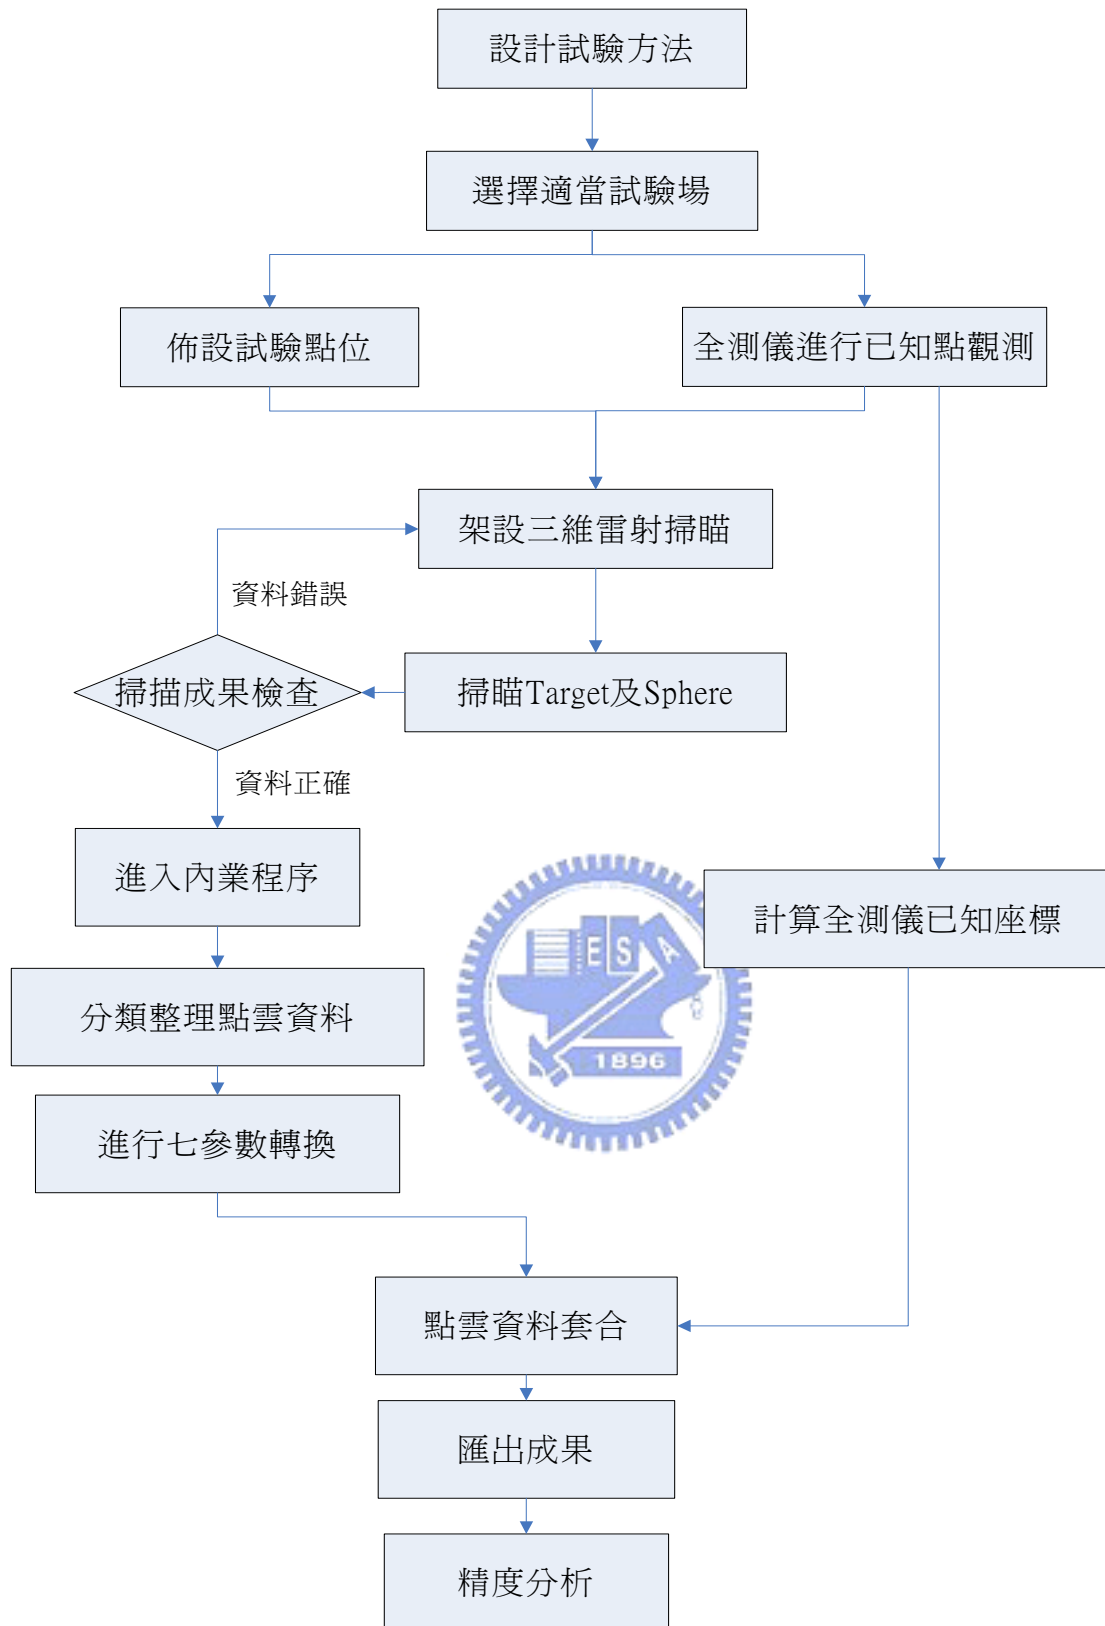 設計試驗方法
選擇適當試驗場
佈設試驗點位
全測儀進行已知點觀測
架設三維雷射掃瞄
資料錯誤
掃描成果檢查
掃瞄Target及Sphere
資料正確
進入內業程序
計算全測儀已知座標
E S A
分類整理點雲資料
1896
進行七參數轉換
點雲資料套合
匯出成果
精度分析